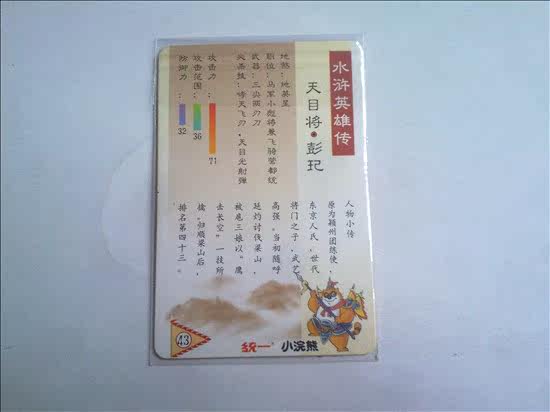 水浒英雄传
天目将·彭玘
地煞：地英星
职位：马军小彪将兼飞骑营都统
武器：三尖两刃刀
必杀技：啼天飞刃，天目光射弹
攻击力：
71
攻击范围：
36
防御力：
32
人物小传
原为颍州团练使，
东京人氏，世代
将门之子，武艺
高强。当初随呼
延灼讨伐梁山，
被扈三娘以“鹰
去长空”一技所
擒，归顺梁山后，
排名第四十三。
43
统一
小浣熊